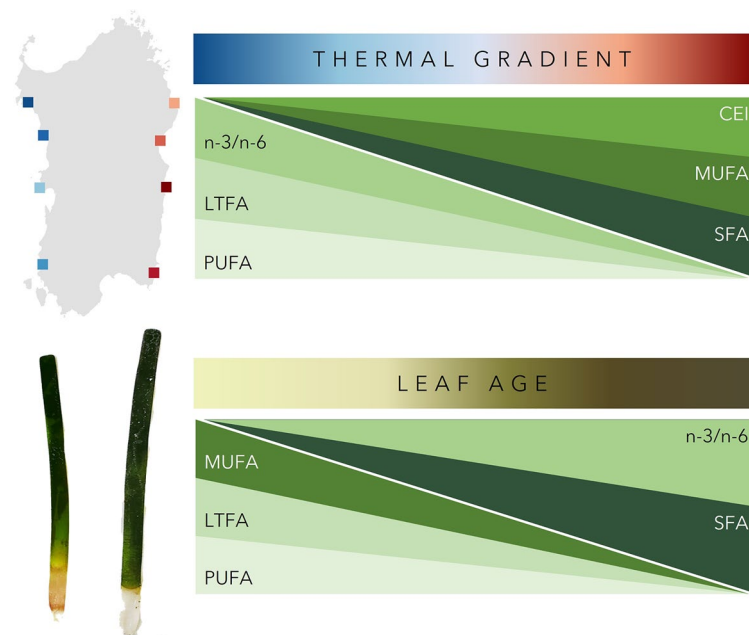 THERMAL GRADIENT
CEI
n-3/n-6
MUFA
LTFA
SFA
PUFA
LEAF AGE
n-3/n-6
MUFA
LTFA
SFA
PUFA